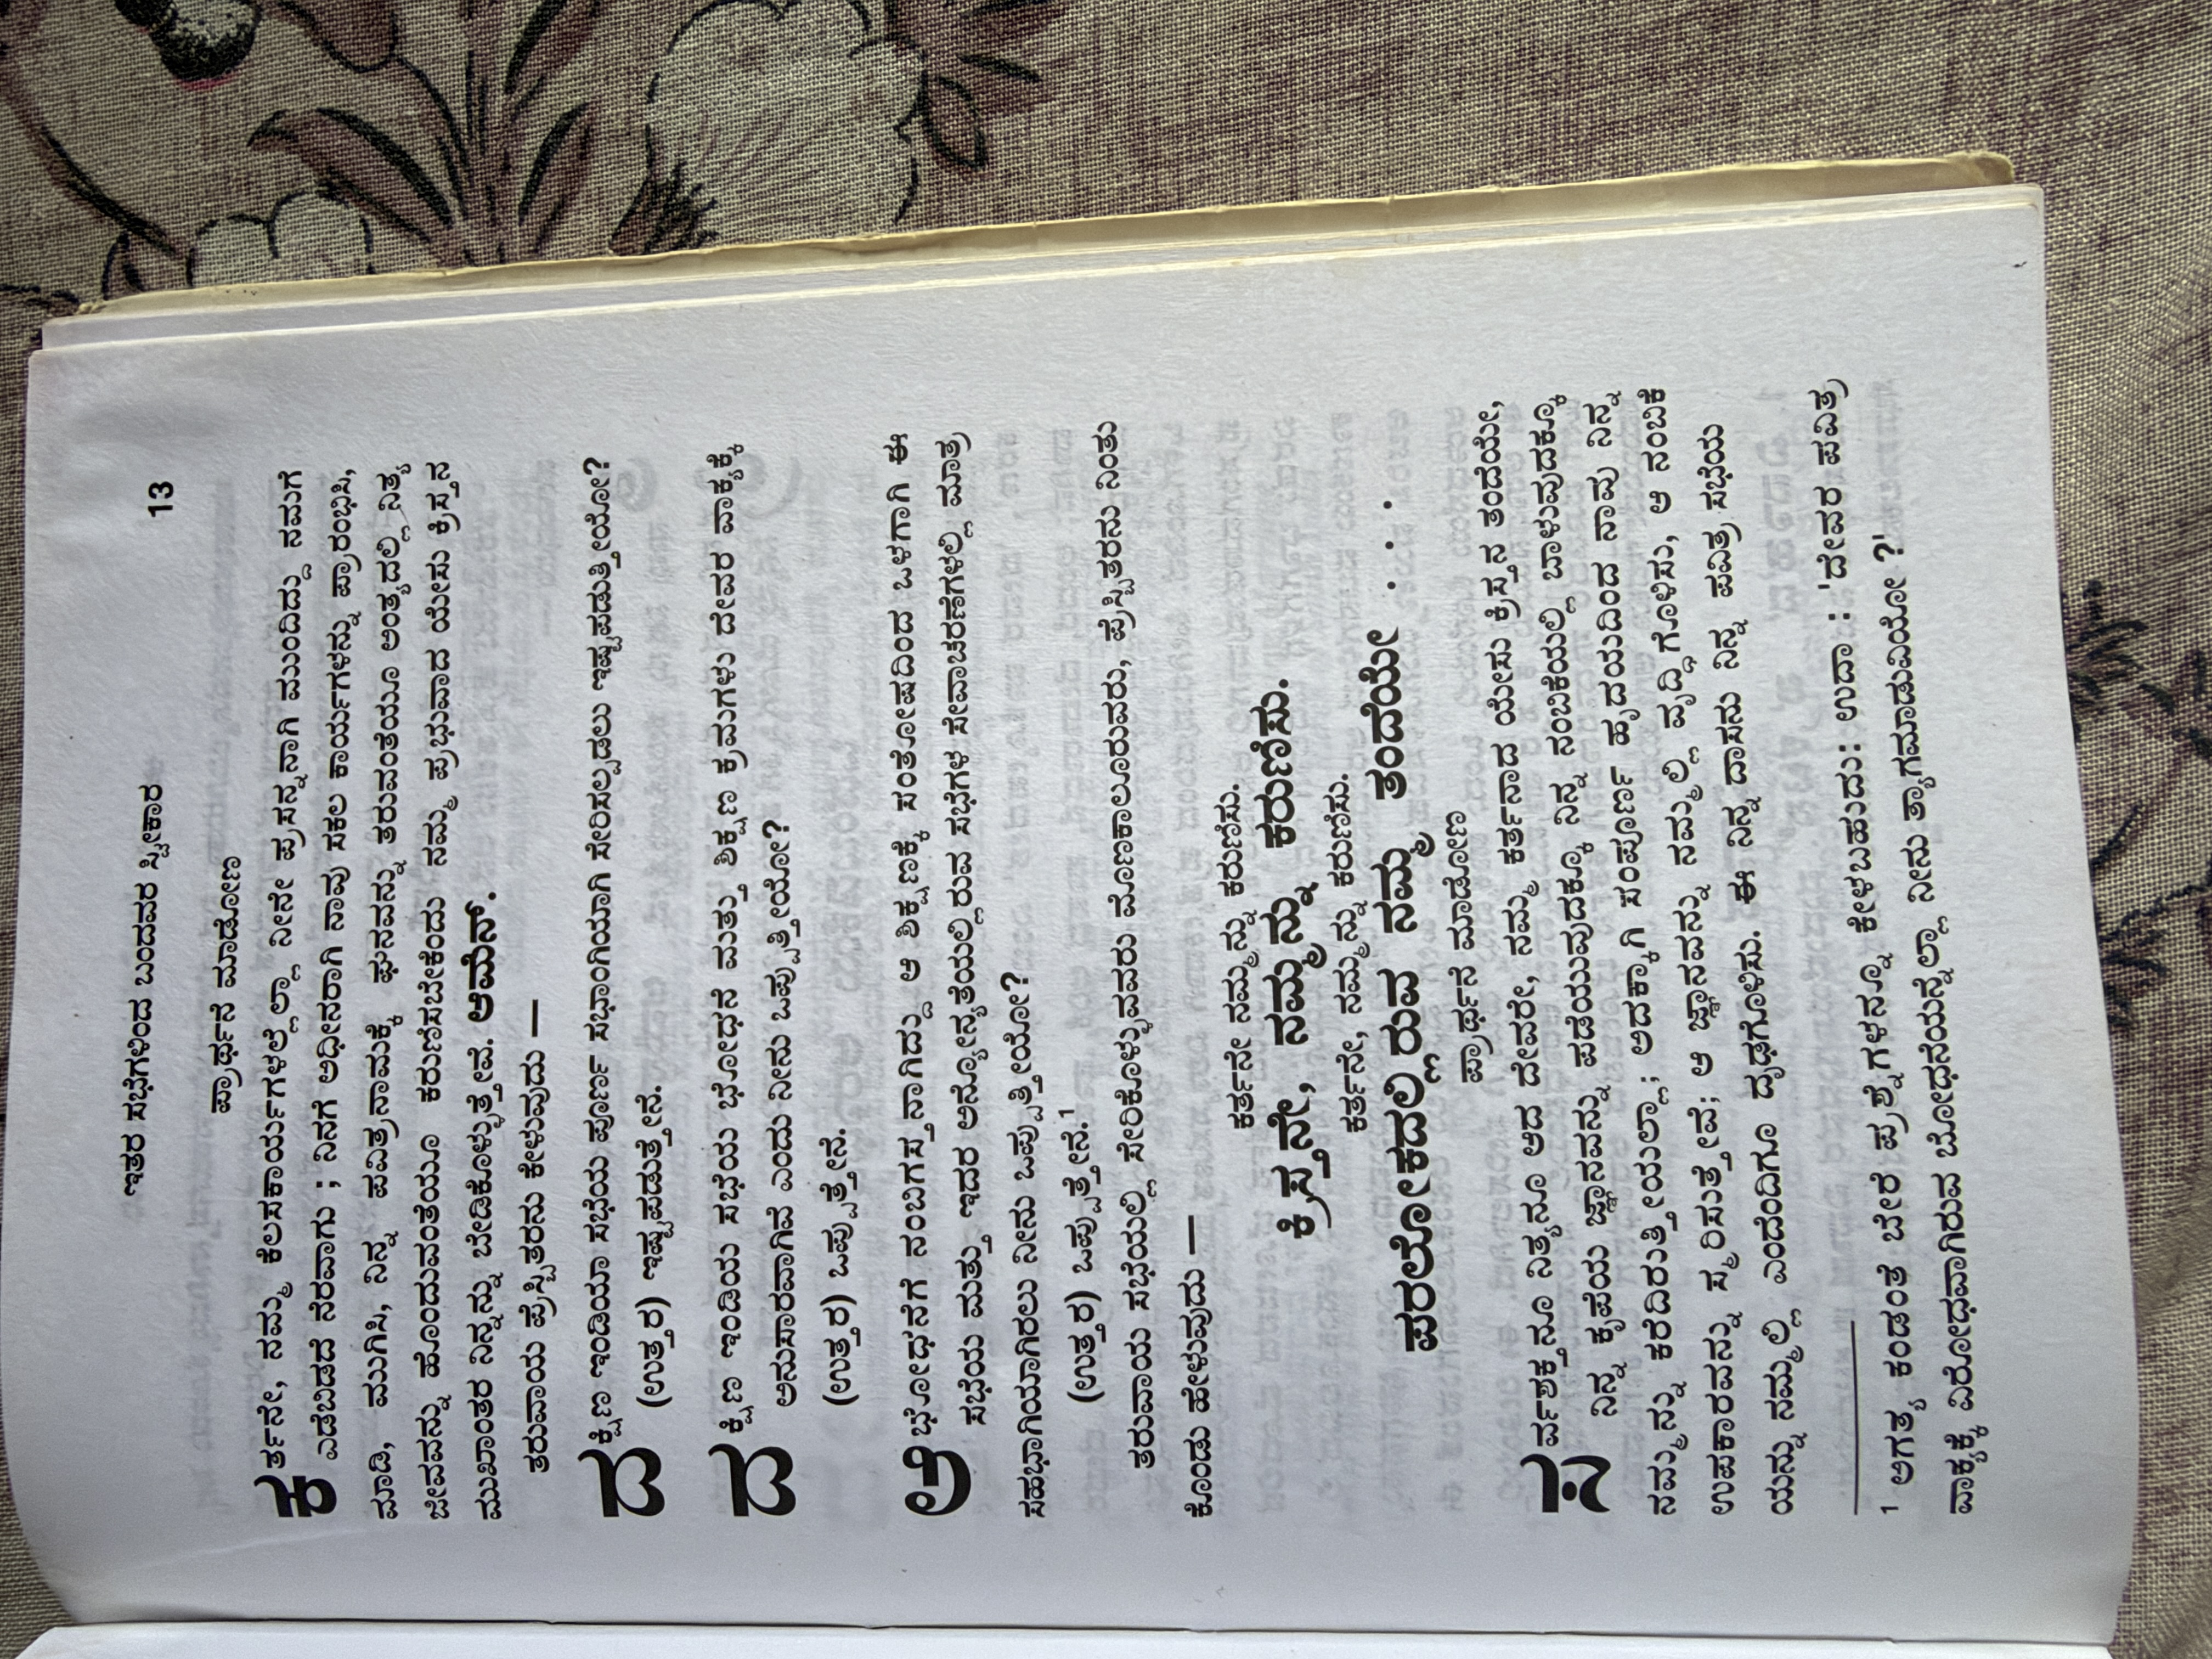 ಇತರ ಸಭೆಗಳಿಂದ ಬಂದವರ ಸ್ವೀಕಾರ 13
ಪ್ರಾರ್ಥನೆ ಮಾಡೋಣ
ಕರ್ತನೇ, ನಮ್ಮ ಕೆಲಸಕಾರ್ಯಗಳಲ್ಲೆಲ್ಲಾ ನೀನೇ ಪ್ರಸನ್ನನಾಗಿ ಮುಂದಿದ್ದು ನಮಗೆ
ಎಡೆಬಿಡದೆ ನೆರವಾಗು ; ನಿನಗೆ ಅಧೀನರಾಗಿ ನಾವು ಸಕಲ ಕಾರ್ಯಗಳನ್ನು ಪ್ರಾರಂಭಿಸಿ,
ಮಾಡಿ, ಮುಗಿಸಿ, ನಿನ್ನ ಪವಿತ್ರನಾಮಕ್ಕೆ ಘನವನ್ನು ತರುವಂತೆಯೂ ಅಂತ್ಯದಲ್ಲಿ ನಿತ್ಯ
ಜೀವವನ್ನು ಹೊಂದುವಂತೆಯೂ ಕರುಣಿಸಬೇಕೆಂದು ನಮ್ಮ ಪ್ರಭುವಾದ ಯೇಸು ಕ್ರಿಸ್ತನ
ಮುಖಾಂತರ ನಿನ್ನನ್ನು ಬೇಡಿಕೊಳ್ಳುತ್ತೇವೆ. ಆಮೆನ್.
ತರುವಾಯ ಪ್ರೆಸ್ಬಿತರನು ಕೇಳುವುದು —
ದಕ್ಷಿಣ ಇಂಡಿಯಾ ಸಭೆಯ ಪೂರ್ಣ ಸಭಾಂಗಿಯಾಗಿ ಸೇರಿಸಲ್ಪಡಲು ಇಷ್ಟಪಡುತ್ತೀಯೋ?
(ಉತ್ತರ) ಇಷ್ಟಪಡುತ್ತೇನೆ.
ದಕ್ಷಿಣ ಇಂಡಿಯ ಸಭೆಯ ಭೋಧನೆ ಮತ್ತು ಶಿಕ್ಷಣ ಕ್ರಮಗಳು ದೇವರ ವಾಕ್ಯಕ್ಕೆ
ಅನುಸಾರವಾಗಿವೆ ಎಂದು ನೀನು ಒಪ್ಪುತ್ತೀಯೋ?
(ಉತ್ತರ) ಒಪ್ಪುತ್ತೇನೆ.
ಆ ಭೋಧನೆಗೆ ನಂಬಿಗಸ್ತನಾಗಿದ್ದು ಆ ಶಿಕ್ಷಣಕ್ಕೆ ಸಂತೋಷದಿಂದ ಒಳಗಾಗಿ ಈ
ಸಭೆಯ ಮತ್ತು ಇದರ ಅನ್ಯೋನ್ಯತೆಯಲ್ಲಿರುವ ಸಭೆಗಳ ಸೇವಾಚರಣೆಗಳಲ್ಲಿ ಮಾತ್ರ
ಸಹಭಾಗಿಯಾಗಿರಲು ನೀನು ಒಪ್ಪುತ್ತೀಯೋ?
(ಉತ್ತರ) ಒಪ್ಪುತ್ತೇನೆ.¹
ತರುವಾಯ ಸಭೆಯಲ್ಲಿ ಸೇರಿಕೊಳ್ಳುವವರು ಮೊಣಕಾಲೂರುವರು, ಪ್ರೆಸ್ಬಿತರನು ನಿಂತು
ಕೊಂಡು ಹೇಳುವುದು —
ಕರ್ತನೇ ನಮ್ಮನ್ನು ಕರುಣಿಸು.
ಕ್ರಿಸ್ತನೇ, ನಮ್ಮನ್ನು ಕರುಣಿಸು.
ಕರ್ತನೇ, ನಮ್ಮನ್ನು ಕರುಣಿಸು.
ಪರಲೋಕದಲ್ಲಿರುವ ನಮ್ಮ ತಂದೆಯೇ . . .
ಪ್ರಾರ್ಥನೆ ಮಾಡೋಣ
ಸರ್ವಶಕ್ತನೂ ನಿತ್ಯನೂ ಆದ ದೇವರೇ, ನಮ್ಮ ಕರ್ತನಾದ ಯೇಸು ಕ್ರಿಸ್ತನ ತಂದೆಯೇ,
ನಿನ್ನ ಕೃಪೆಯ ಜ್ಞಾನವನ್ನು ಪಡೆಯುವುದಕ್ಕೂ ನಿನ್ನ ನಂಬಿಕೆಯಲ್ಲಿ ಬಾಳುವುದಕ್ಕೂ
ನಮ್ಮನ್ನು ಕರೆದಿರುತ್ತೀಯಲ್ಲಾ; ಅದಕ್ಕಾಗಿ ಸಂಪೂರ್ಣ ಹೃದಯದಿಂದ ನಾವು ನಿನ್ನ
ಉಪಕಾರವನ್ನು ಸ್ಮರಿಸುತ್ತೇವೆ; ಆ ಜ್ಞಾನವನ್ನು ನಮ್ಮಲ್ಲಿ ವೃದ್ಧಿಗೊಳಿಸು, ಆ ನಂಬಿಕೆ
ಯನ್ನು ನಮ್ಮಲ್ಲಿ ಎಂದೆಂದಿಗೂ ದೃಢಗೊಳಿಸು. ಈ ನಿನ್ನ ದಾಸನು ನಿನ್ನ ಪವಿತ್ರ ಸಭೆಯ
¹ ಅಗತ್ಯ ಕಂಡಂತೆ ಬೇರೆ ಪ್ರಶ್ನೆಗಳನ್ನೂ ಕೇಳಬಹುದು: ಉದಾ : 'ದೇವರ ಪವಿತ್ರ
ವಾಕ್ಯಕ್ಕೆ ವಿರೋಧವಾಗಿರುವ ಬೋಧನೆಯನ್ನೆಲ್ಲಾ ನೀನು ತ್ಯಾಗಮಾಡುವಿಯೋ ?'